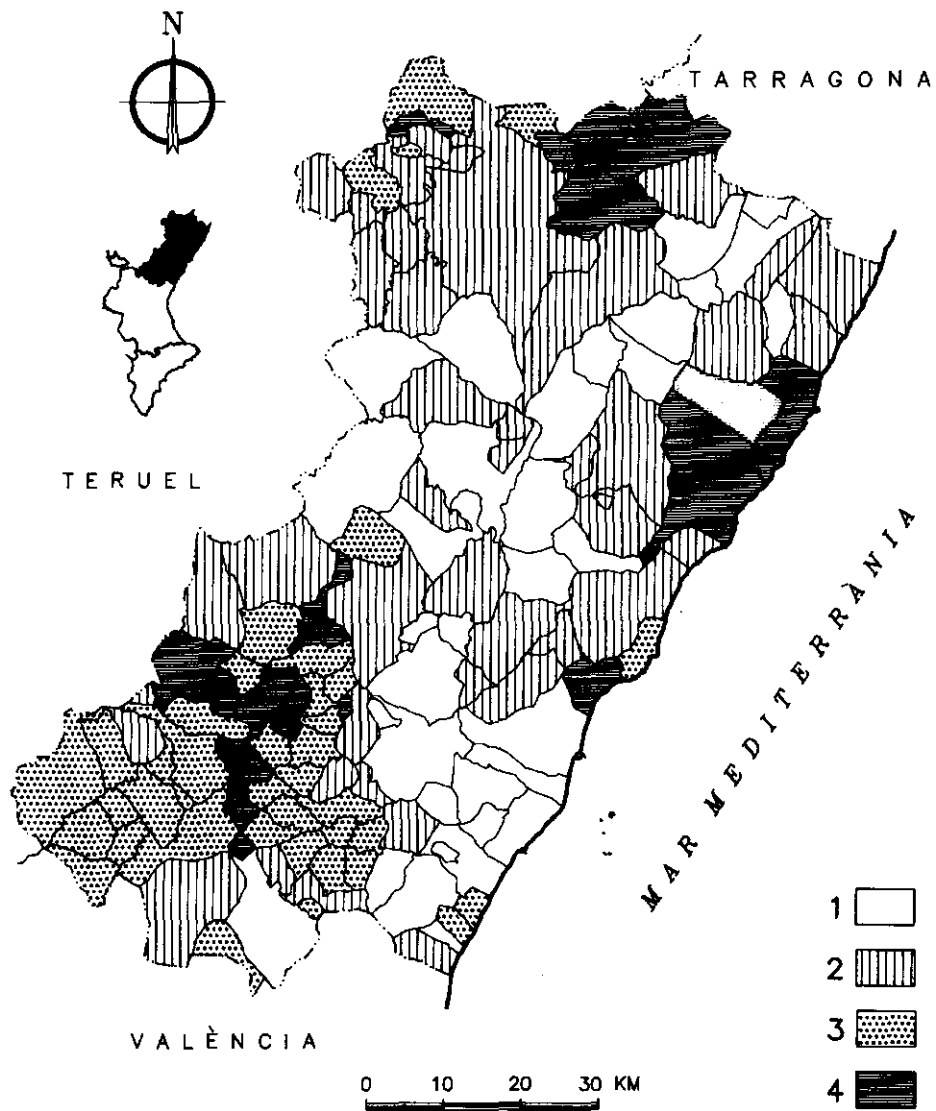 N
TARRAGONA
TERUEL
MAR MEDITERRÀNIA
VALÈNCIA
1
2
3
4
0 10 20 30 KM